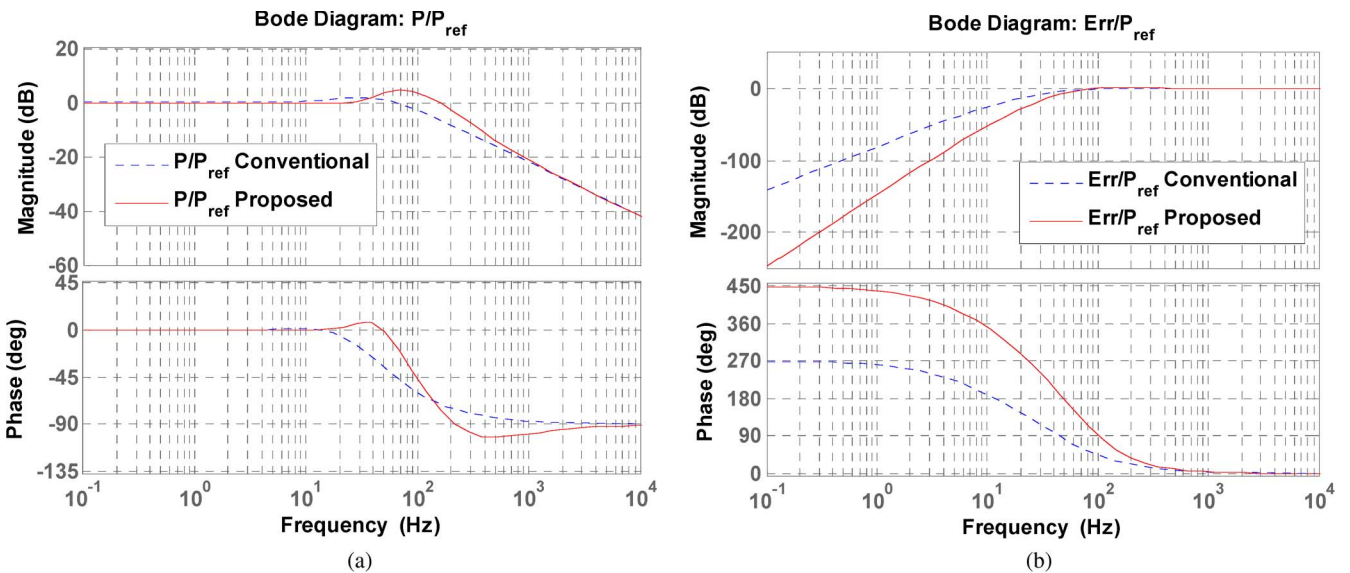 Bode Diagram: P/Pref
Magnitude (dB)
20
0
-20
-40
-60
P/Pref Conventional
P/Pref Proposed
Phase (deg)
45
0
-45
-90
-135
10-1
100
101
102
103
104
Frequency (Hz)
(a)
Bode Diagram: Err/Pref
Magnitude (dB)
0
-100
-200
Err/Pref Conventional
Err/Pref Proposed
Phase (deg)
450
360
270
180
90
0
10-1
100
101
102
103
104
Frequency (Hz)
(b)